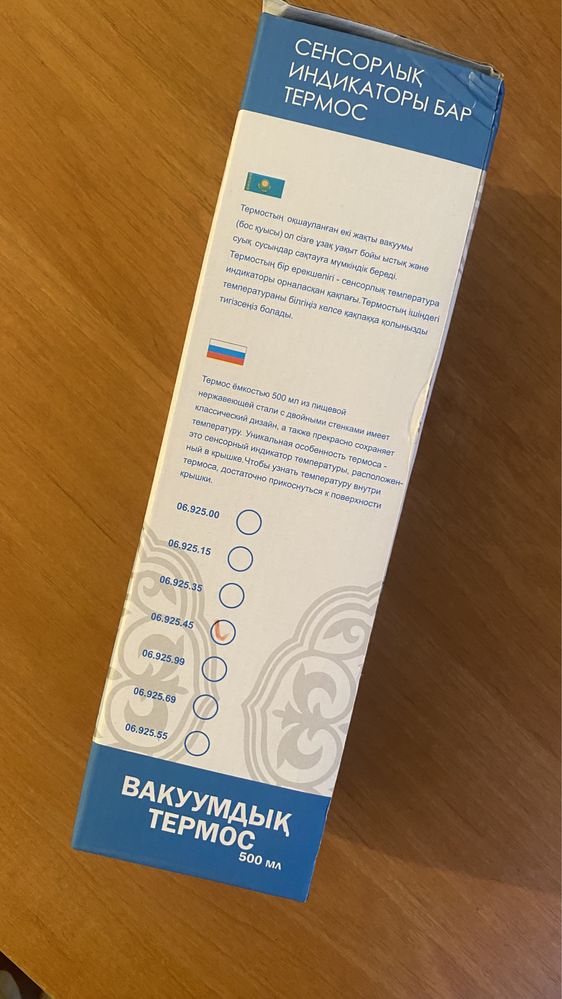 СЕНСОРЛЫҚ
ИНДИКАТОРЫ БАР
ТЕРМОС
Термостың оқшауланған екі жақты вакуумы
(бос қуысы) ол сізге ұзақ уақыт бойы ыстық және
суық сусындар сақтауға мүмкіндік береді.
Термостың бір ерекшелігі - сенсорлық температура
индикаторы орналасқан қақпағы.Термостың ішіндегі
температураны білгіңіз келсе қақпаққа қолыңызды
тигізсеңіз болады.
Термос ёмкостью 500 мл из пищевой
нержавеющей стали с двойными стенками имеет
классический дизайн, а также прекрасно сохраняет
температуру. Уникальная особенность термоса -
это сенсорный индикатор температуры, расположен-
ный в крышке.Чтобы узнать температуру внутри
термоса, достаточно прикоснуться к поверхности
крышки.
06.925.00
06.925.15
06.925.35
06.925.45
06.925.99
06.925.69
06.925.55
ВАКУУМДЫҚ
ТЕРМОС
500 мл